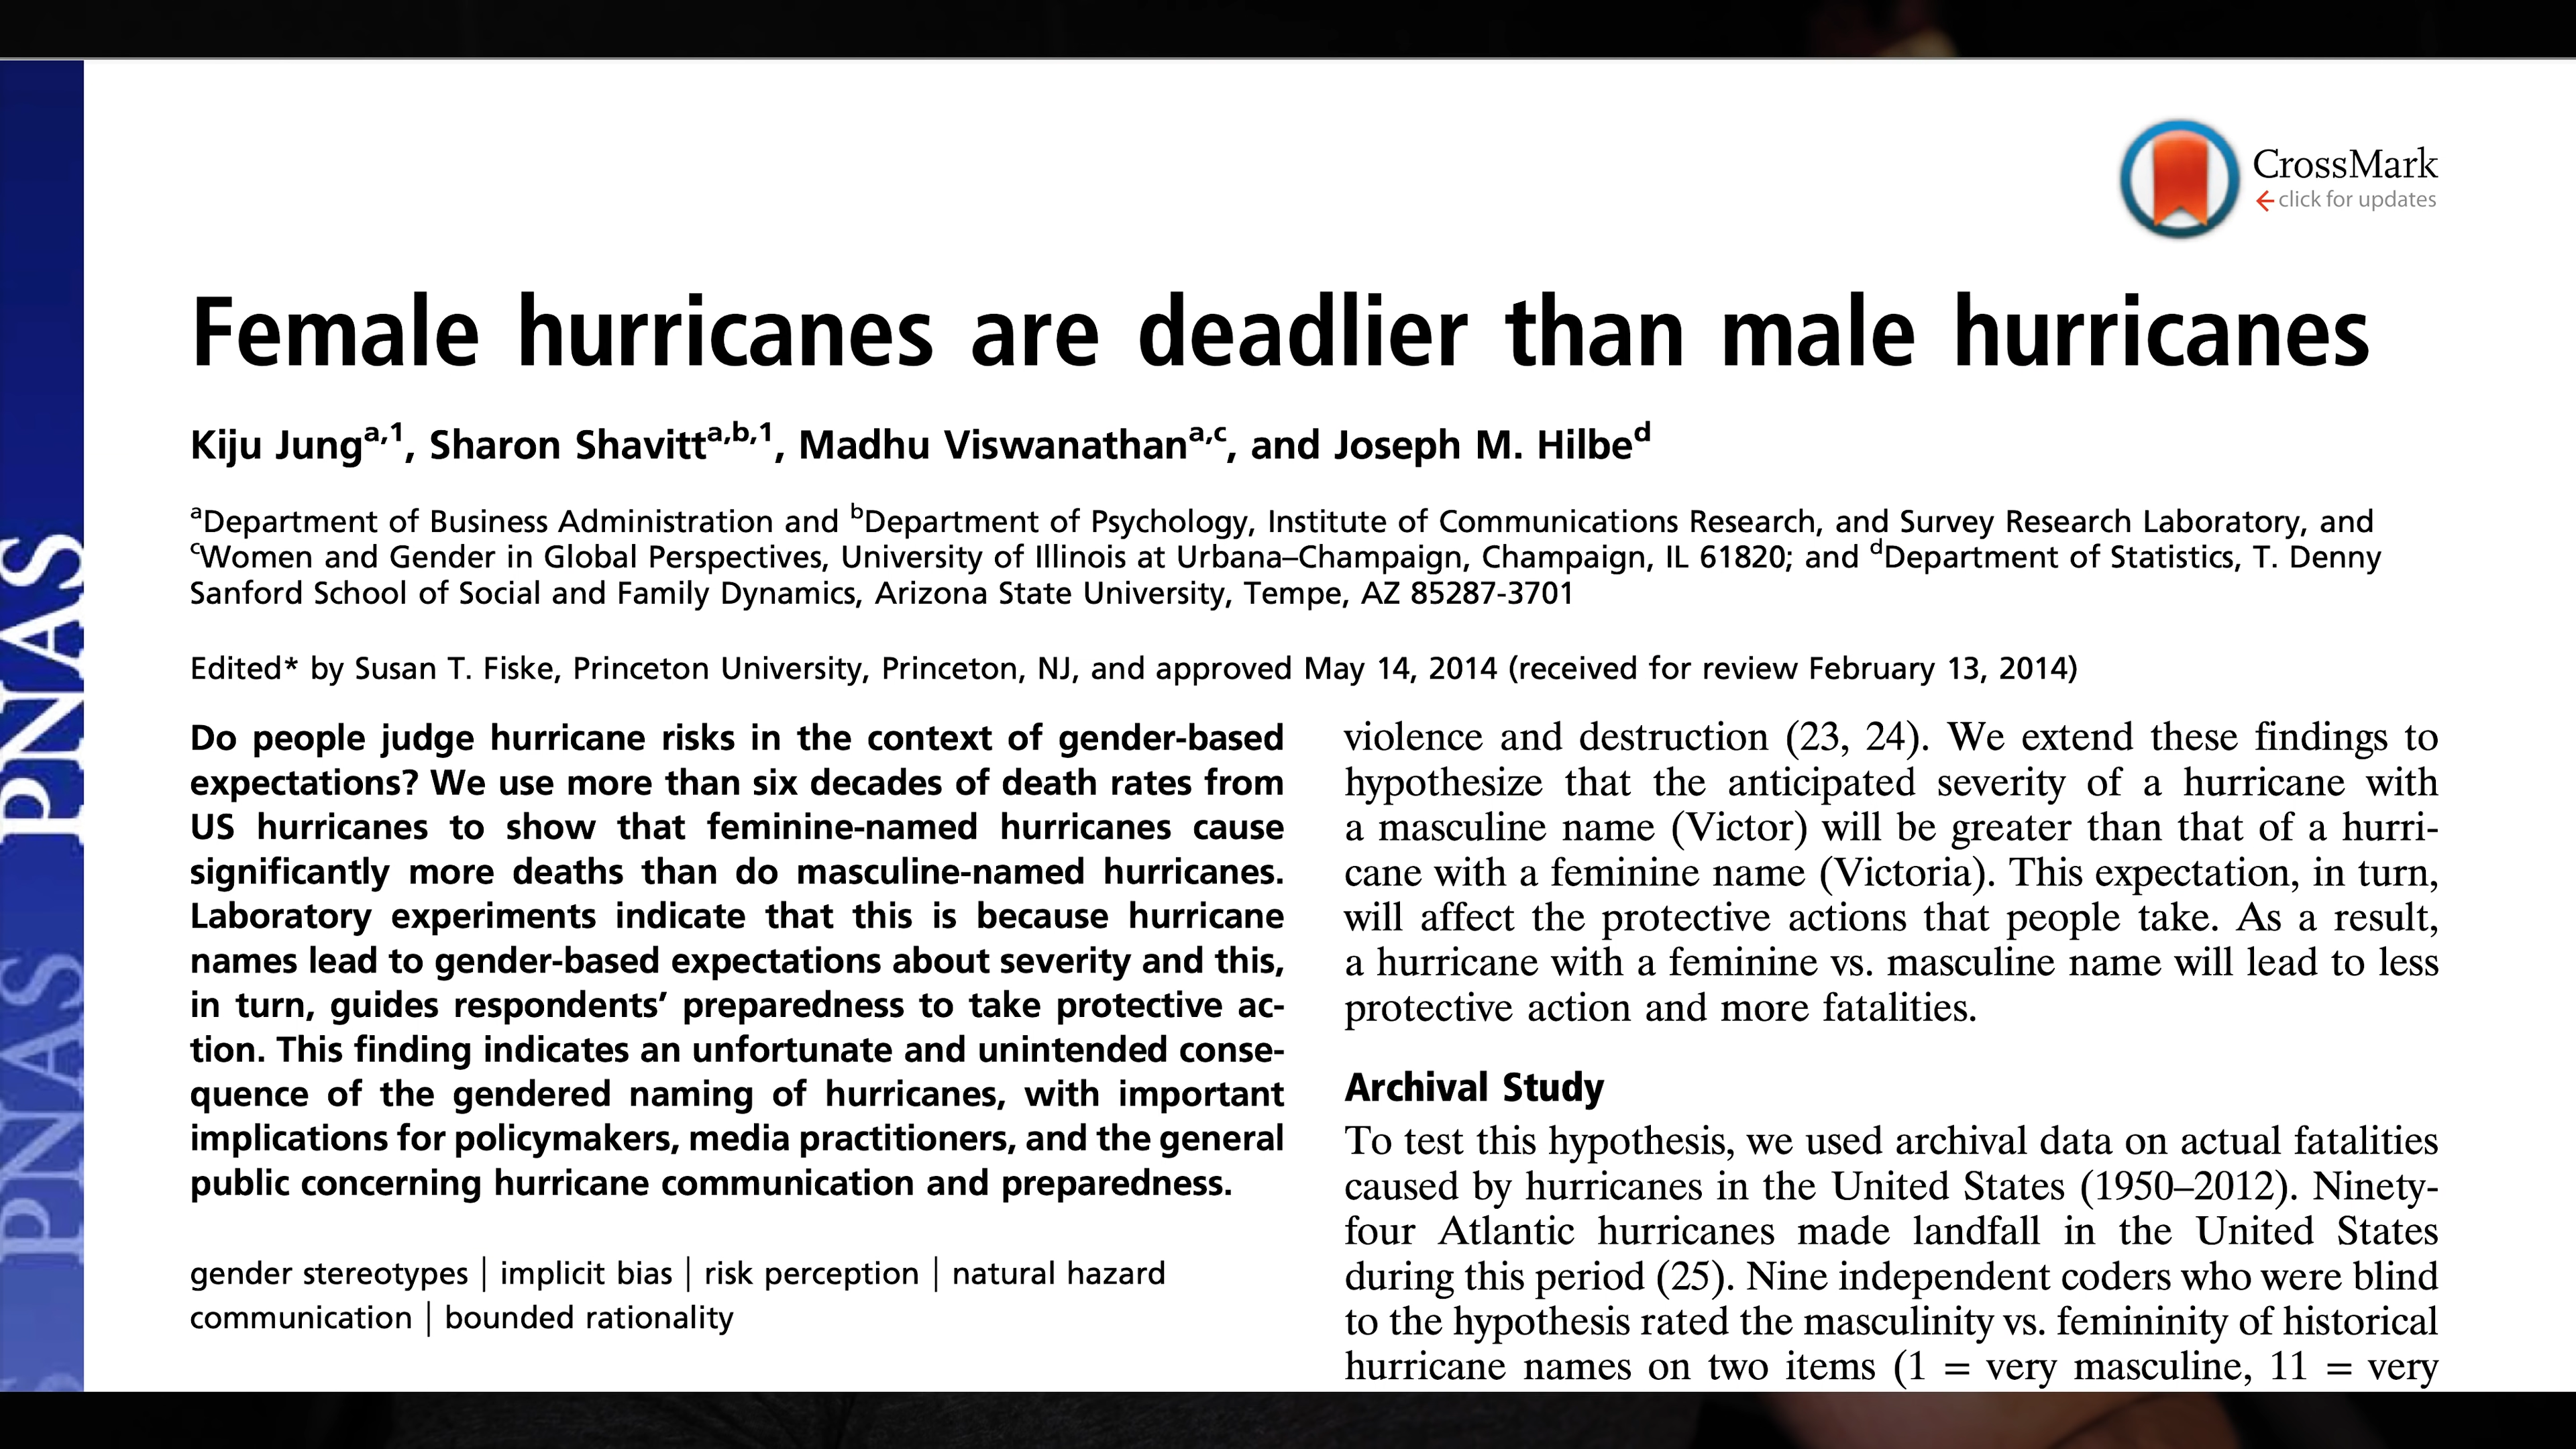 CrossMark
click for updates
Female hurricanes are deadlier than male hurricanes
Kiju Jungᵃ,¹, Sharon Shavittᵃ,ᵇ,¹, Madhu Viswanathanᵃ,ᶜ, and Joseph M. Hilbeᵈ
ᵃDepartment of Business Administration and ᵇDepartment of Psychology, Institute of Communications Research, and Survey Research Laboratory, and
ᶜWomen and Gender in Global Perspectives, University of Illinois at Urbana–Champaign, Champaign, IL 61820; and ᵈDepartment of Statistics, T. Denny
Sanford School of Social and Family Dynamics, Arizona State University, Tempe, AZ 85287-3701
Edited* by Susan T. Fiske, Princeton University, Princeton, NJ, and approved May 14, 2014 (received for review February 13, 2014)
Do people judge hurricane risks in the context of gender-based
expectations? We use more than six decades of death rates from
US hurricanes to show that feminine-named hurricanes cause
significantly more deaths than do masculine-named hurricanes.
Laboratory experiments indicate that this is because hurricane
names lead to gender-based expectations about severity and this,
in turn, guides respondents’ preparedness to take protective ac-
tion. This finding indicates an unfortunate and unintended conse-
quence of the gendered naming of hurricanes, with important
implications for policymakers, media practitioners, and the general
public concerning hurricane communication and preparedness.
gender stereotypes | implicit bias | risk perception | natural hazard
communication | bounded rationality
violence and destruction (23, 24). We extend these findings to
hypothesize that the anticipated severity of a hurricane with
a masculine name (Victor) will be greater than that of a hurri-
cane with a feminine name (Victoria). This expectation, in turn,
will affect the protective actions that people take. As a result,
a hurricane with a feminine vs. masculine name will lead to less
protective action and more fatalities.
Archival Study
To test this hypothesis, we used archival data on actual fatalities
caused by hurricanes in the United States (1950–2012). Ninety-
four Atlantic hurricanes made landfall in the United States
during this period (25). Nine independent coders who were blind
to the hypothesis rated the masculinity vs. femininity of historical
hurricane names on two items (1 = very masculine, 11 = very
PNAS
PNAS